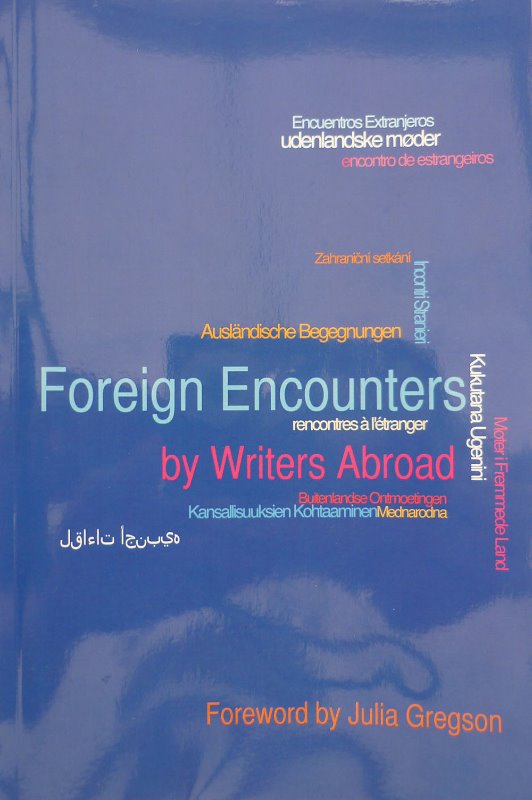 Encuentros Extranjeros
udenlandske møder
encontro de estrangeiros
Zahraniční setkání
Incontri Stranieri
Ausländische Begegnungen
Foreign Encounters
Kukutana Ugenini
rencontres à l'étranger
Møter i Fremmede Land
by Writers Abroad
Buitenlandse Ontmoetingen
Kansallisuuksien Kohtaaminen Mednarodna
لقاءات أجنبيه
Foreword by Julia Gregson